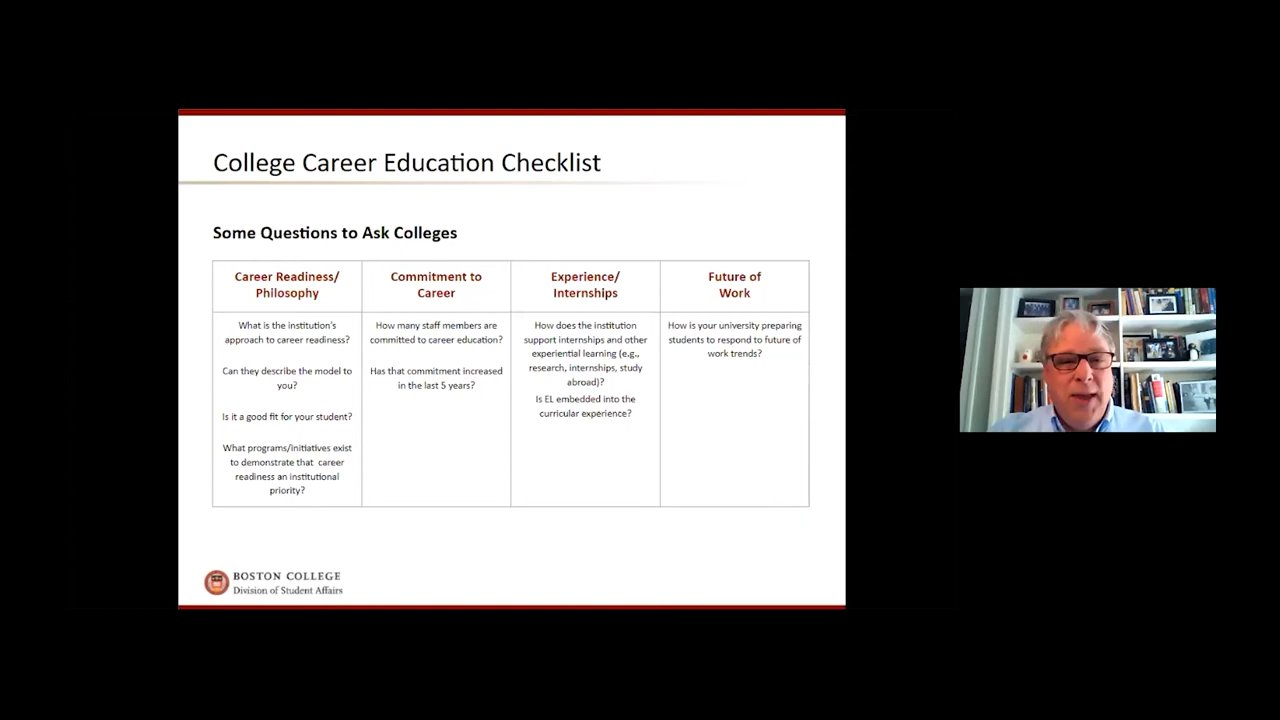 College Career Education Checklist
Some Questions to Ask Colleges
Career Readiness/
Philosophy
What is the institution's
approach to career readiness?
Can they describe the model to
you?
Is it a good fit for your student?
What programs/initiatives exist
to demonstrate that career
readiness an institutional
priority?
Commitment to
Career
How many staff members are
committed to career education?
Has that commitment increased
in the last 5 years?
Experience/
Internships
How does the institution
support internships and other
experiential learning (e.g.,
research, internships, study
abroad)?
Is EL embedded into the
curricular experience?
Future of
Work
How is your university preparing
students to respond to future of
work trends?
BOSTON COLLEGE
Division of Student Affairs